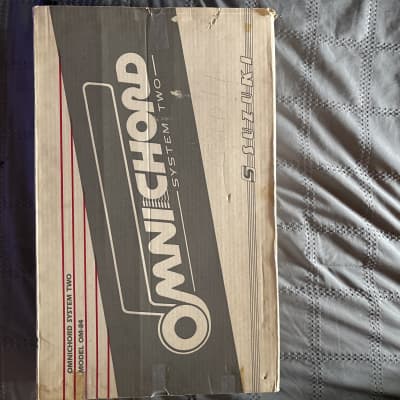 OMNICHORD
SYSTEM TWO
SUZUKI
OMNICHORD SYSTEM TWO
MODEL OM-84